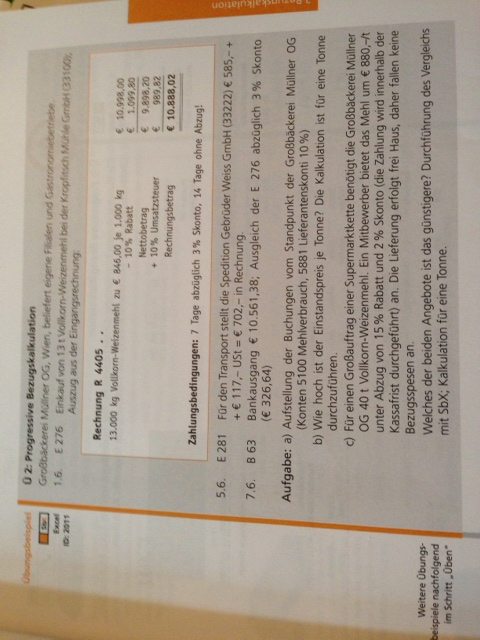 2 Bezugskalkulation
Übungsbeispiel
SbX
Excel
ID: 2011
Ü 2: Progressive Bezugskalkulation
Großbäckerei Müllner OG, Wien, beliefert eigene Filialen und Gastronomiebetriebe.
1.6. E 276 Einkauf von 13 t Vollkorn-Weizenmehl bei der Kropfitsch Mühle GmbH (33100);
Auszug aus der Eingangsrechnung:
Rechnung R 4405 . .
13.000 kg Vollkorn-Weizenmehl zu € 846,00 je 1.000 kg € 10.998,00
– 10 % Rabatt € 1.099,80
Nettobetrag € 9.898,20
+ 10 % Umsatzsteuer € 989,82
Rechnungsbetrag € 10.888,02
Zahlungsbedingungen: 7 Tage abzüglich 3 % Skonto, 14 Tage ohne Abzug!
5.6. E 281 Für den Transport stellt die Spedition Gebrüder Weiss GmbH (33222) € 585,– +
+ € 117,– USt = € 702,– in Rechnung.
7.6. B 63 Bankausgang € 10.561,38; Ausgleich der E 276 abzüglich 3 % Skonto
(€ 326,64)
Aufgabe: a) Aufstellung der Buchungen vom Standpunkt der Großbäckerei Müllner OG
(Konten 5100 Mehlverbrauch, 5881 Lieferantenskonti 10 %)
b) Wie hoch ist der Einstandspreis je Tonne? Die Kalkulation ist für eine Tonne
durchzuführen.
c) Für einen Großauftrag einer Supermarktkette benötigt die Großbäckerei Müllner
OG 40 t Vollkorn-Weizenmehl. Ein Mitbewerber bietet das Mehl um € 880,–/t
unter Abzug von 15 % Rabatt und 2 % Skonto (die Zahlung wird innerhalb der
Kassafrist durchgeführt) an. Die Lieferung erfolgt frei Haus, daher fallen keine
Bezugsspesen an.
Welches der beiden Angebote ist das günstigere? Durchführung des Vergleichs
mit SbX; Kalkulation für eine Tonne.
Weitere Übungs-
beispiele nachfolgend
im Schritt „Üben"